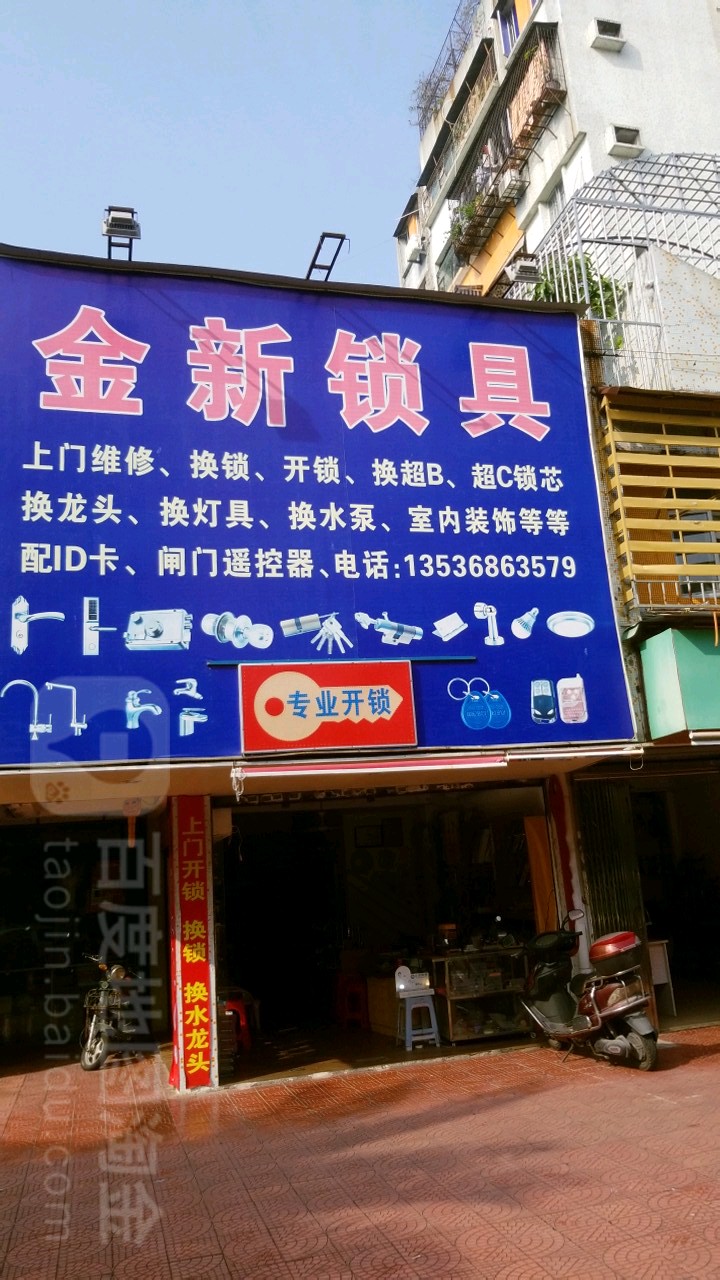 金新锁具
上门维修、换锁、开锁、换超B、超C锁芯
换龙头、换灯具、换水泵、室内装饰等等
配ID卡、闸门遥控器、电话:13536863579
专业开锁
上门开锁 换锁 换水龙头
百度地图淘金
taojin.baidu.com